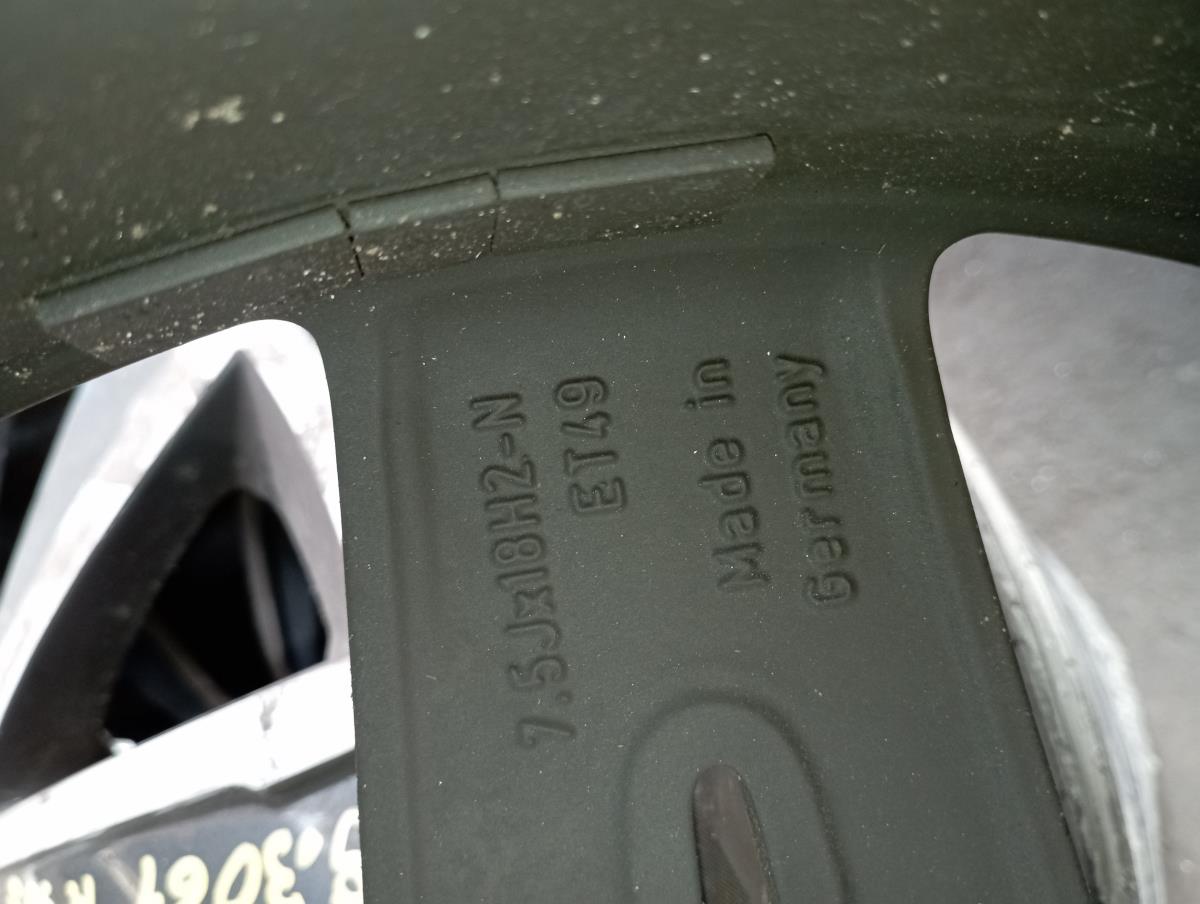 7.5Jx18H2-N
ET49
Made in
Germany